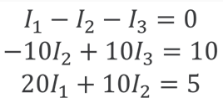 I₁ − I₂ − I₃ = 0
−10I₂ + 10I₃ = 10
20I₁ + 10I₂ = 5